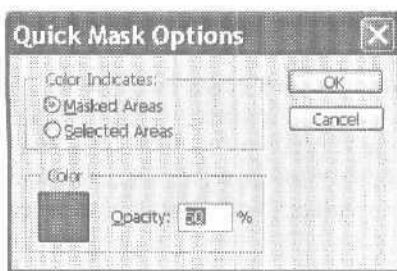 Quick Mask Options
Color Indicates:
Masked Areas
Selected Areas
OK
Cancel
Color
Opacity: 50 %